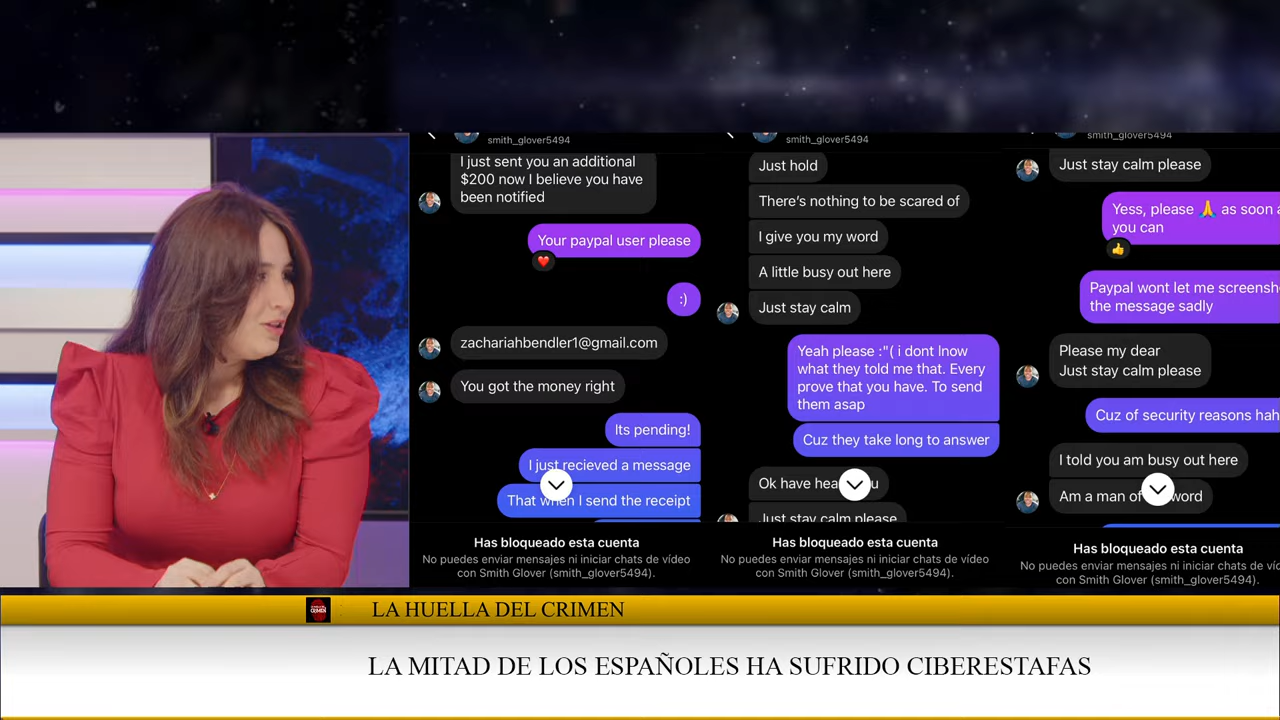 smith_glover5494
I just sent you an additional
$200 now I believe you have
been notified
Your paypal user please
:)
zachariahbendler1@gmail.com
You got the money right
Its pending!
I just recieved a message
That when I send the receipt
Has bloqueado esta cuenta
No puedes enviar mensajes ni iniciar chats de vídeo
con Smith Glover (smith_glover5494).
smith_glover5494
Just hold
There's nothing to be scared of
I give you my word
A little busy out here
Just stay calm
Yeah please :"( i dont lnow
what they told me that. Every
prove that you have. To send
them asap
Cuz they take long to answer
Ok have
Just stay calm please
Has bloqueado esta cuenta
No puedes enviar mensajes ni iniciar chats de vídeo
con Smith Glover (smith_glover5494).
smith_glover5494
Just stay calm please
Yess, please 🙏 as soon a
you can
Paypal wont let me screensh
the message sadly
Please my dear
Just stay calm please
Cuz of security reasons hah
I told you am busy out here
Am a man of word
Has bloqueado esta cuenta
No puedes enviar mensajes ni iniciar chats de víd
con Smith Glover (smith_glover5494).
LA HUELLA DEL CRIMEN
LA MITAD DE LOS ESPAÑOLES HA SUFRIDO CIBERESTAFAS